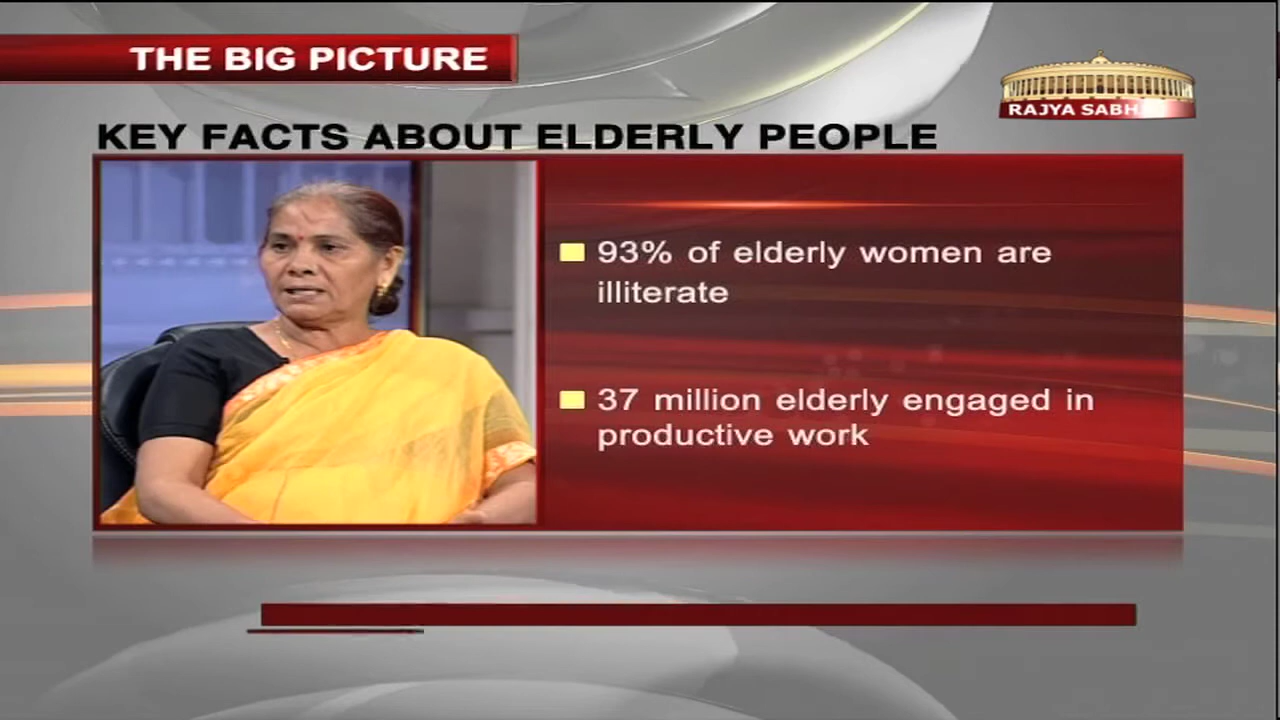 THE BIG PICTURE
RAJYA SABH
KEY FACTS ABOUT ELDERLY PEOPLE
93% of elderly women are
illiterate
37 million elderly engaged in
productive work